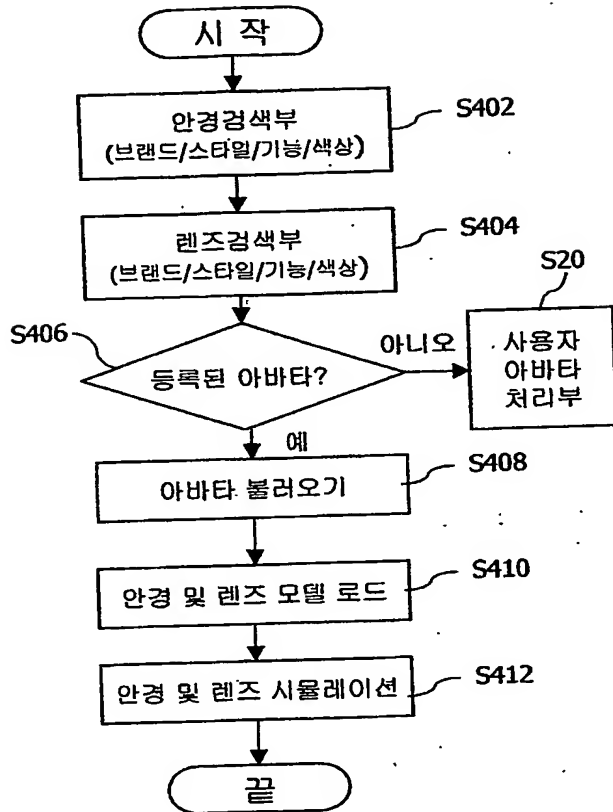 시 작
안경검색부
(브랜드/스타일/기능/색상)
S402
렌즈검색부
(브랜드/스타일/기능/색상)
S404
S406
등록된 아바타?
아니오
S20
사용자
아바타
처리부
예
아바타 불러오기
S408
안경 및 렌즈 모델 로드
S410
안경 및 렌즈 시뮬레이션
S412
끝